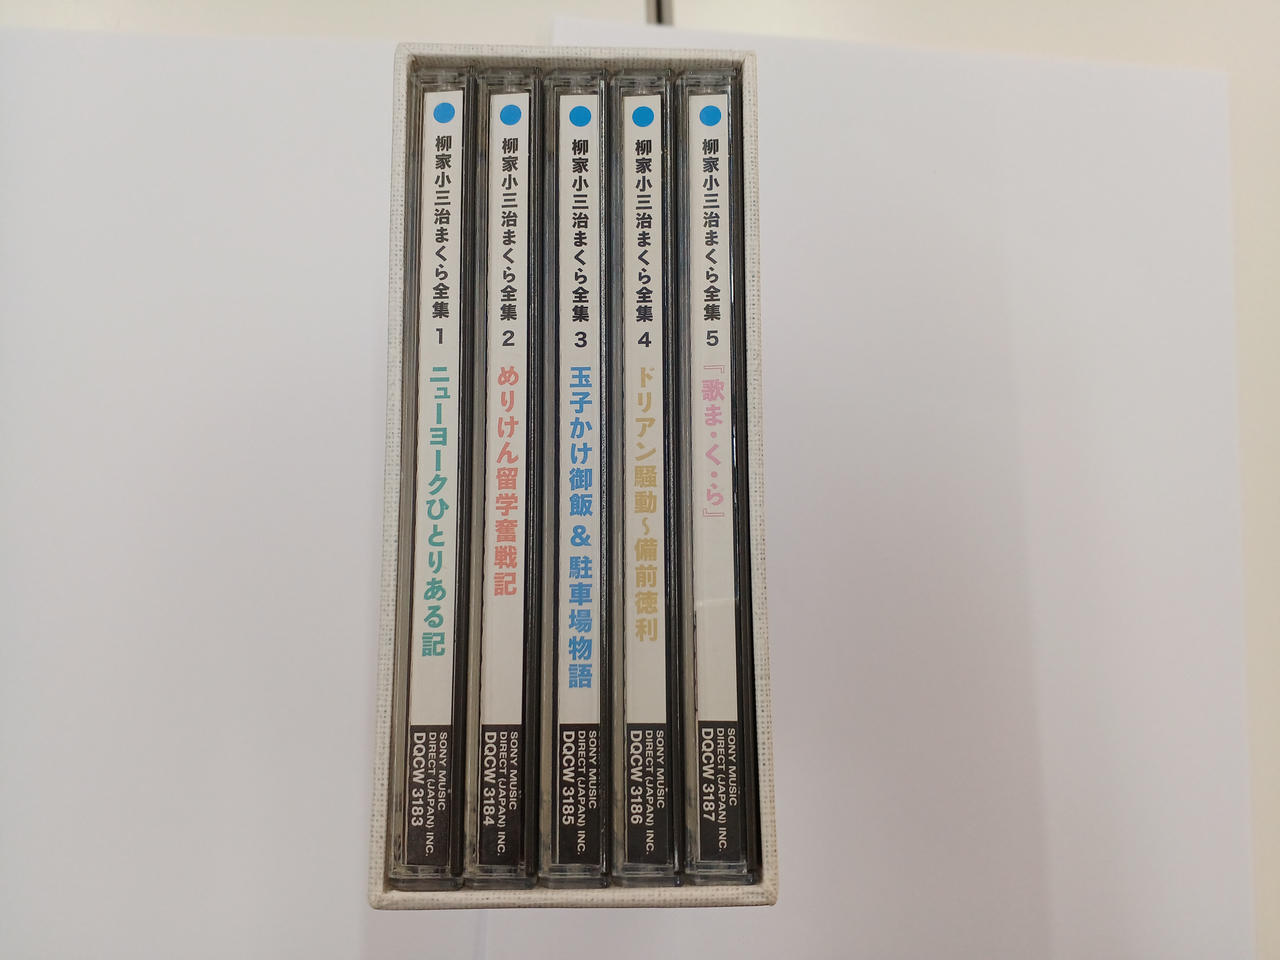 柳家小三治まくら全集 1
ニューヨークひとりある記
SONY MUSIC
DIRECT (JAPAN) INC.
DQCW 3183
柳家小三治まくら全集 2
めりけん留学奮戦記
SONY MUSIC
DIRECT (JAPAN) INC.
DQCW 3184
柳家小三治まくら全集 3
玉子かけ御飯 & 駐車場物語
SONY MUSIC
DIRECT (JAPAN) INC.
DQCW 3185
柳家小三治まくら全集 4
ドリアン騒動~備前徳利
SONY MUSIC
DIRECT (JAPAN) INC.
DQCW 3186
柳家小三治まくら全集 5
『歌ま・く・ら』
SONY MUSIC
DIRECT (JAPAN) INC.
DQCW 3187